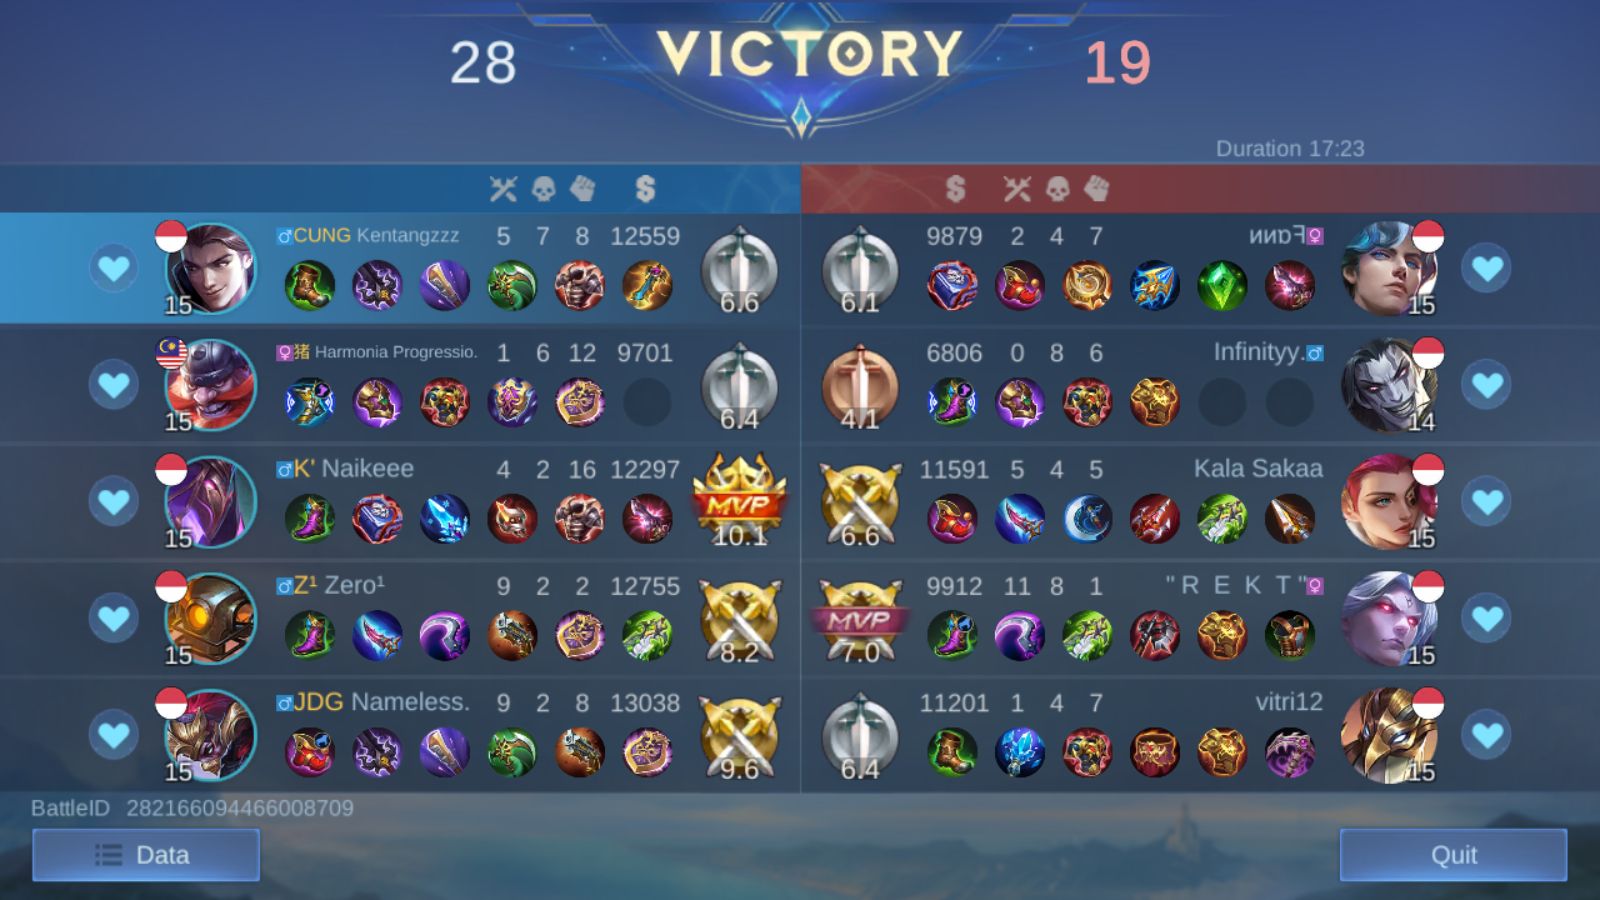 28 VICTORY 19
Duration 17:23
CUNG Kentangzzz 5 7 8 12559
15 6.6
6.1 9879 2 4 7 ииɒᖷ
15
猪 Harmonia Progressio. 1 6 12 9701
15 6.4
4.1 6806 0 8 6 Infinityy.
14
K' Naikeee 4 2 16 12297
15 MVP 10.1
6.6 11591 5 4 5 Kala Sakaa
15
Z¹ Zero¹ 9 2 2 12755
15 8.2
MVP 7.0 9912 11 8 1 "R E K T"
15
JDG Nameless. 9 2 8 13038
15 9.6
6.4 11201 1 4 7 vitri12
15
BattleID 282166094466008709
Data
Quit